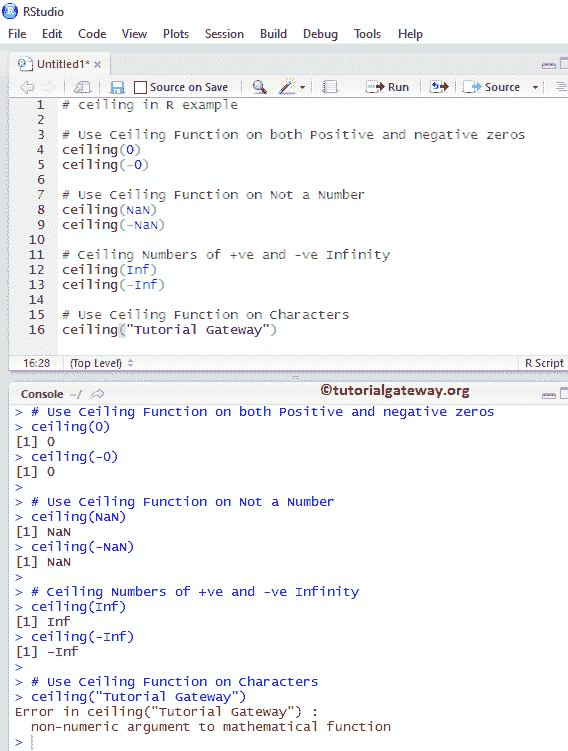 RStudio
File Edit Code View Plots Session Build Debug Tools Help
Untitled1* ×
Source on Save Run Source
1 # ceiling in R example
2
3 # Use Ceiling Function on both Positive and negative zeros
4 ceiling(0)
5 ceiling(-0)
6
7 # Use Ceiling Function on Not a Number
8 ceiling(NaN)
9 ceiling(-NaN)
10
11 # Ceiling Numbers of +ve and -ve Infinity
12 ceiling(Inf)
13 ceiling(-Inf)
14
15 # Use Ceiling Function on Characters
16 ceiling("Tutorial Gateway")
16:28 (Top Level) R Script
Console ~/ ©tutorialgateway.org
> # Use Ceiling Function on both Positive and negative zeros
> ceiling(0)
[1] 0
> ceiling(-0)
[1] 0
>
> # Use Ceiling Function on Not a Number
> ceiling(NaN)
[1] NaN
> ceiling(-NaN)
[1] NaN
>
> # Ceiling Numbers of +ve and -ve Infinity
> ceiling(Inf)
[1] Inf
> ceiling(-Inf)
[1] -Inf
>
> # Use Ceiling Function on Characters
> ceiling("Tutorial Gateway")
Error in ceiling("Tutorial Gateway") :
non-numeric argument to mathematical function
>